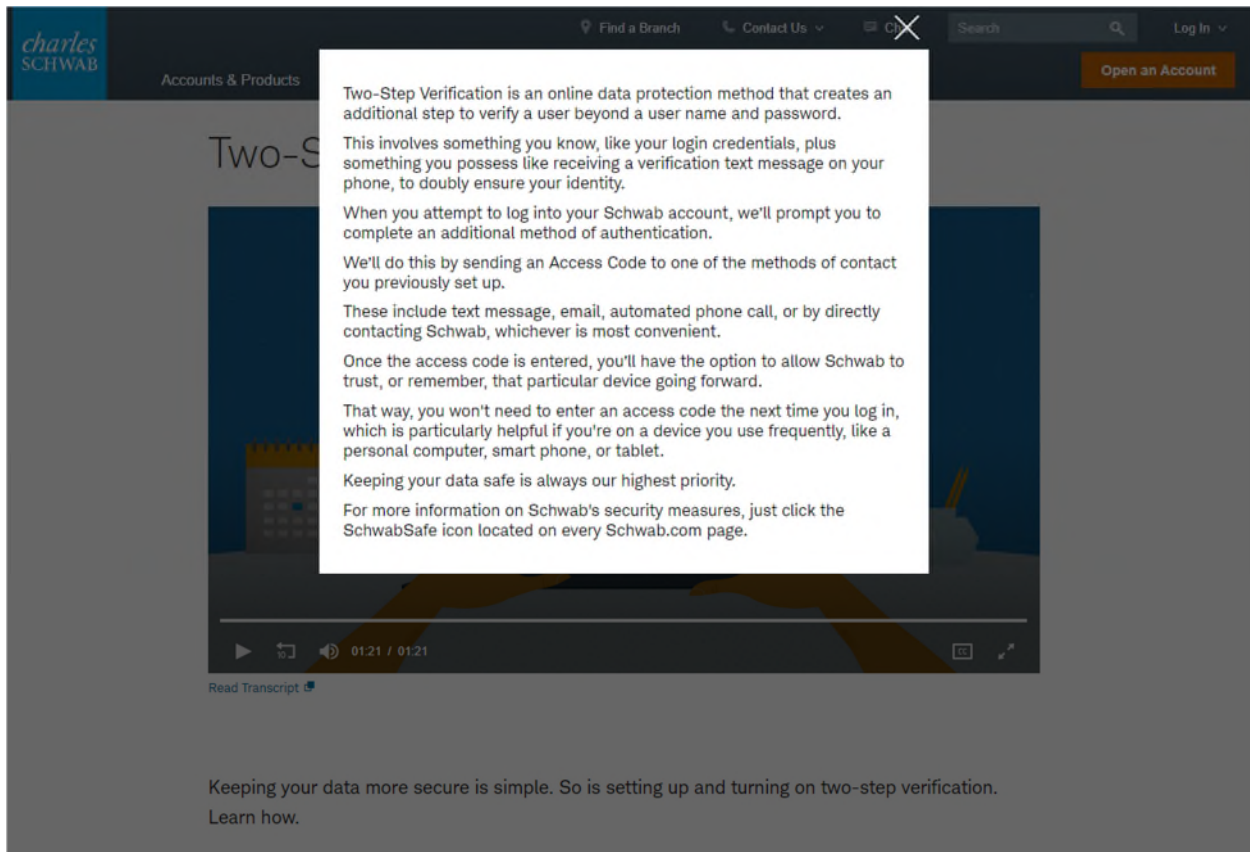 charles
SCHWAB
Find a Branch
Contact Us
Search
Log In
Accounts & Products
Open an Account
Two-S
Two-Step Verification is an online data protection method that creates an
additional step to verify a user beyond a user name and password.
This involves something you know, like your login credentials, plus
something you possess like receiving a verification text message on your
phone, to doubly ensure your identity.
When you attempt to log into your Schwab account, we'll prompt you to
complete an additional method of authentication.
We'll do this by sending an Access Code to one of the methods of contact
you previously set up.
These include text message, email, automated phone call, or by directly
contacting Schwab, whichever is most convenient.
Once the access code is entered, you'll have the option to allow Schwab to
trust, or remember, that particular device going forward.
That way, you won't need to enter an access code the next time you log in,
which is particularly helpful if you're on a device you use frequently, like a
personal computer, smart phone, or tablet.
Keeping your data safe is always our highest priority.
For more information on Schwab's security measures, just click the
SchwabSafe icon located on every Schwab.com page.
10
01:21 / 01:21
CC
Read Transcript
Keeping your data more secure is simple. So is setting up and turning on two-step verification.
Learn how.